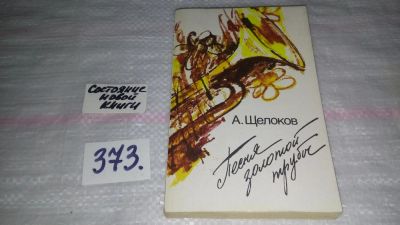 Состояние
новой
книги
373.
А. Щелоков
Песня
золотой
трубы